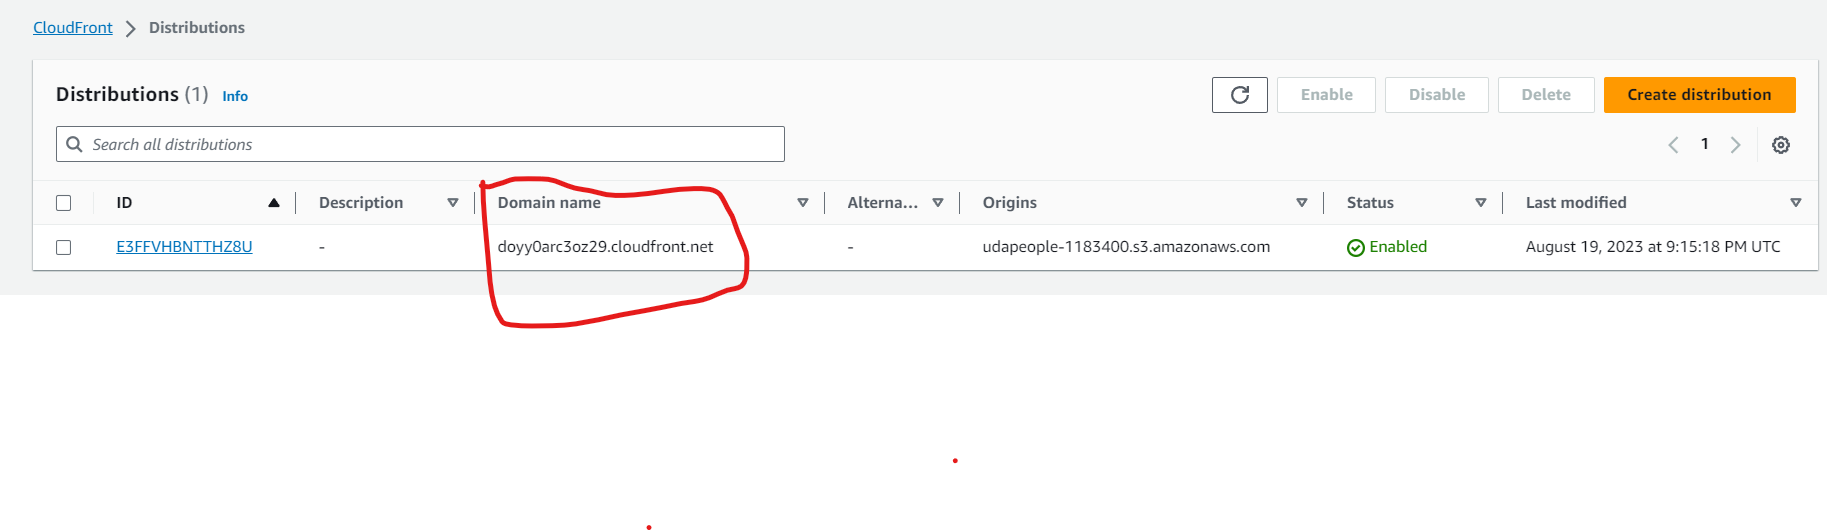 CloudFront > Distributions
Distributions (1) Info
Enable Disable Delete Create distribution
Search all distributions
1
ID Description Domain name Alterna... Origins Status Last modified
E3FFVHBNTTHZ8U - doyy0arc3oz29.cloudfront.net - udapeople-1183400.s3.amazonaws.com Enabled August 19, 2023 at 9:15:18 PM UTC